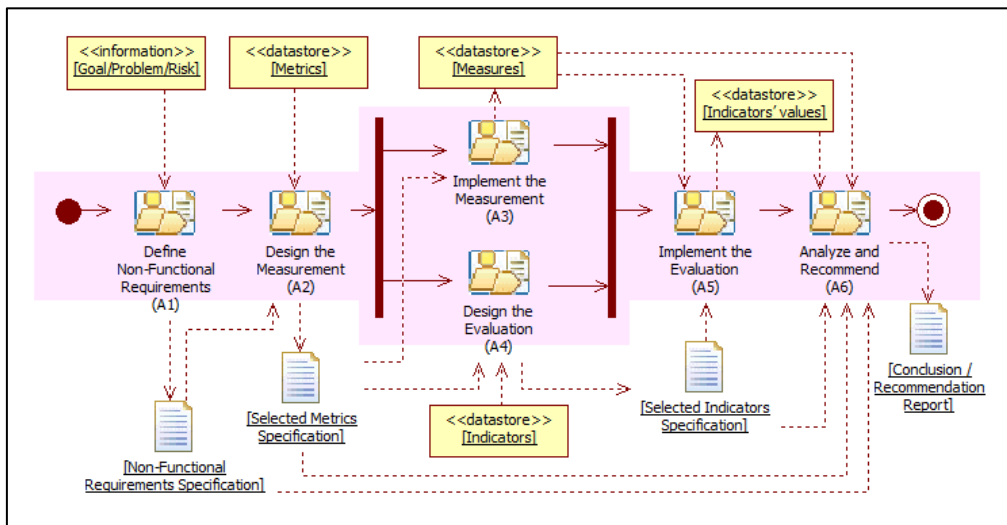 <<information>>
[Goal/Problem/Risk]
<<datastore>>
[Metrics]
<<datastore>>
[Measures]
<<datastore>>
[Indicators' values]
Define
Non-Functional
Requirements
(A1)
Design the
Measurement
(A2)
Implement the
Measurement
(A3)
Design the
Evaluation
(A4)
Implement the
Evaluation
(A5)
Analyze and
Recommend
(A6)
[Non-Functional
Requirements Specification]
[Selected Metrics
Specification]
<<datastore>>
[Indicators]
[Selected Indicators
Specification]
[Conclusion /
Recommendation
Report]